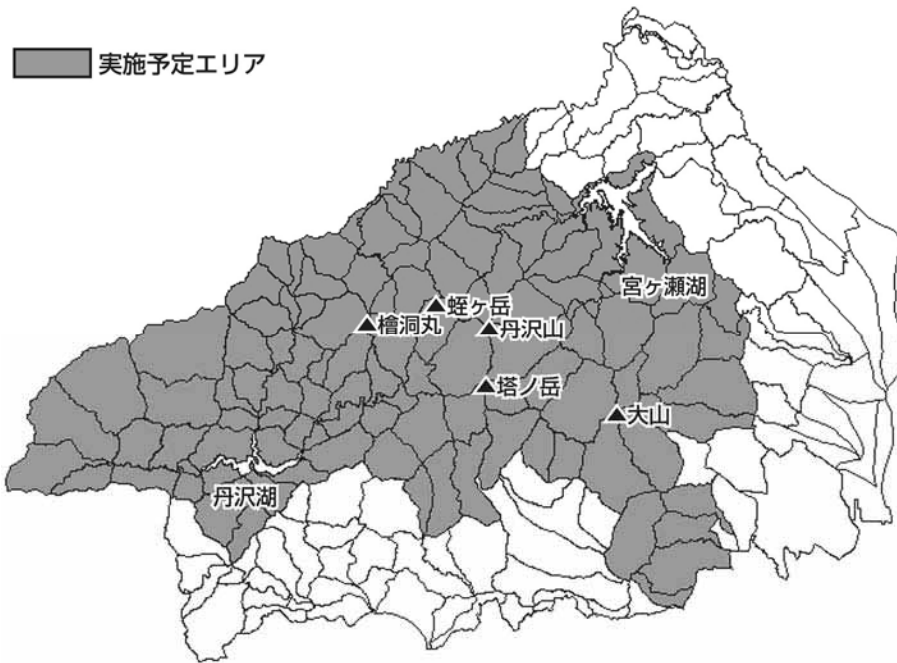 実施予定エリア
宮ヶ瀬湖
蛭ヶ岳
檜洞丸
丹沢山
塔ノ岳
大山
丹沢湖